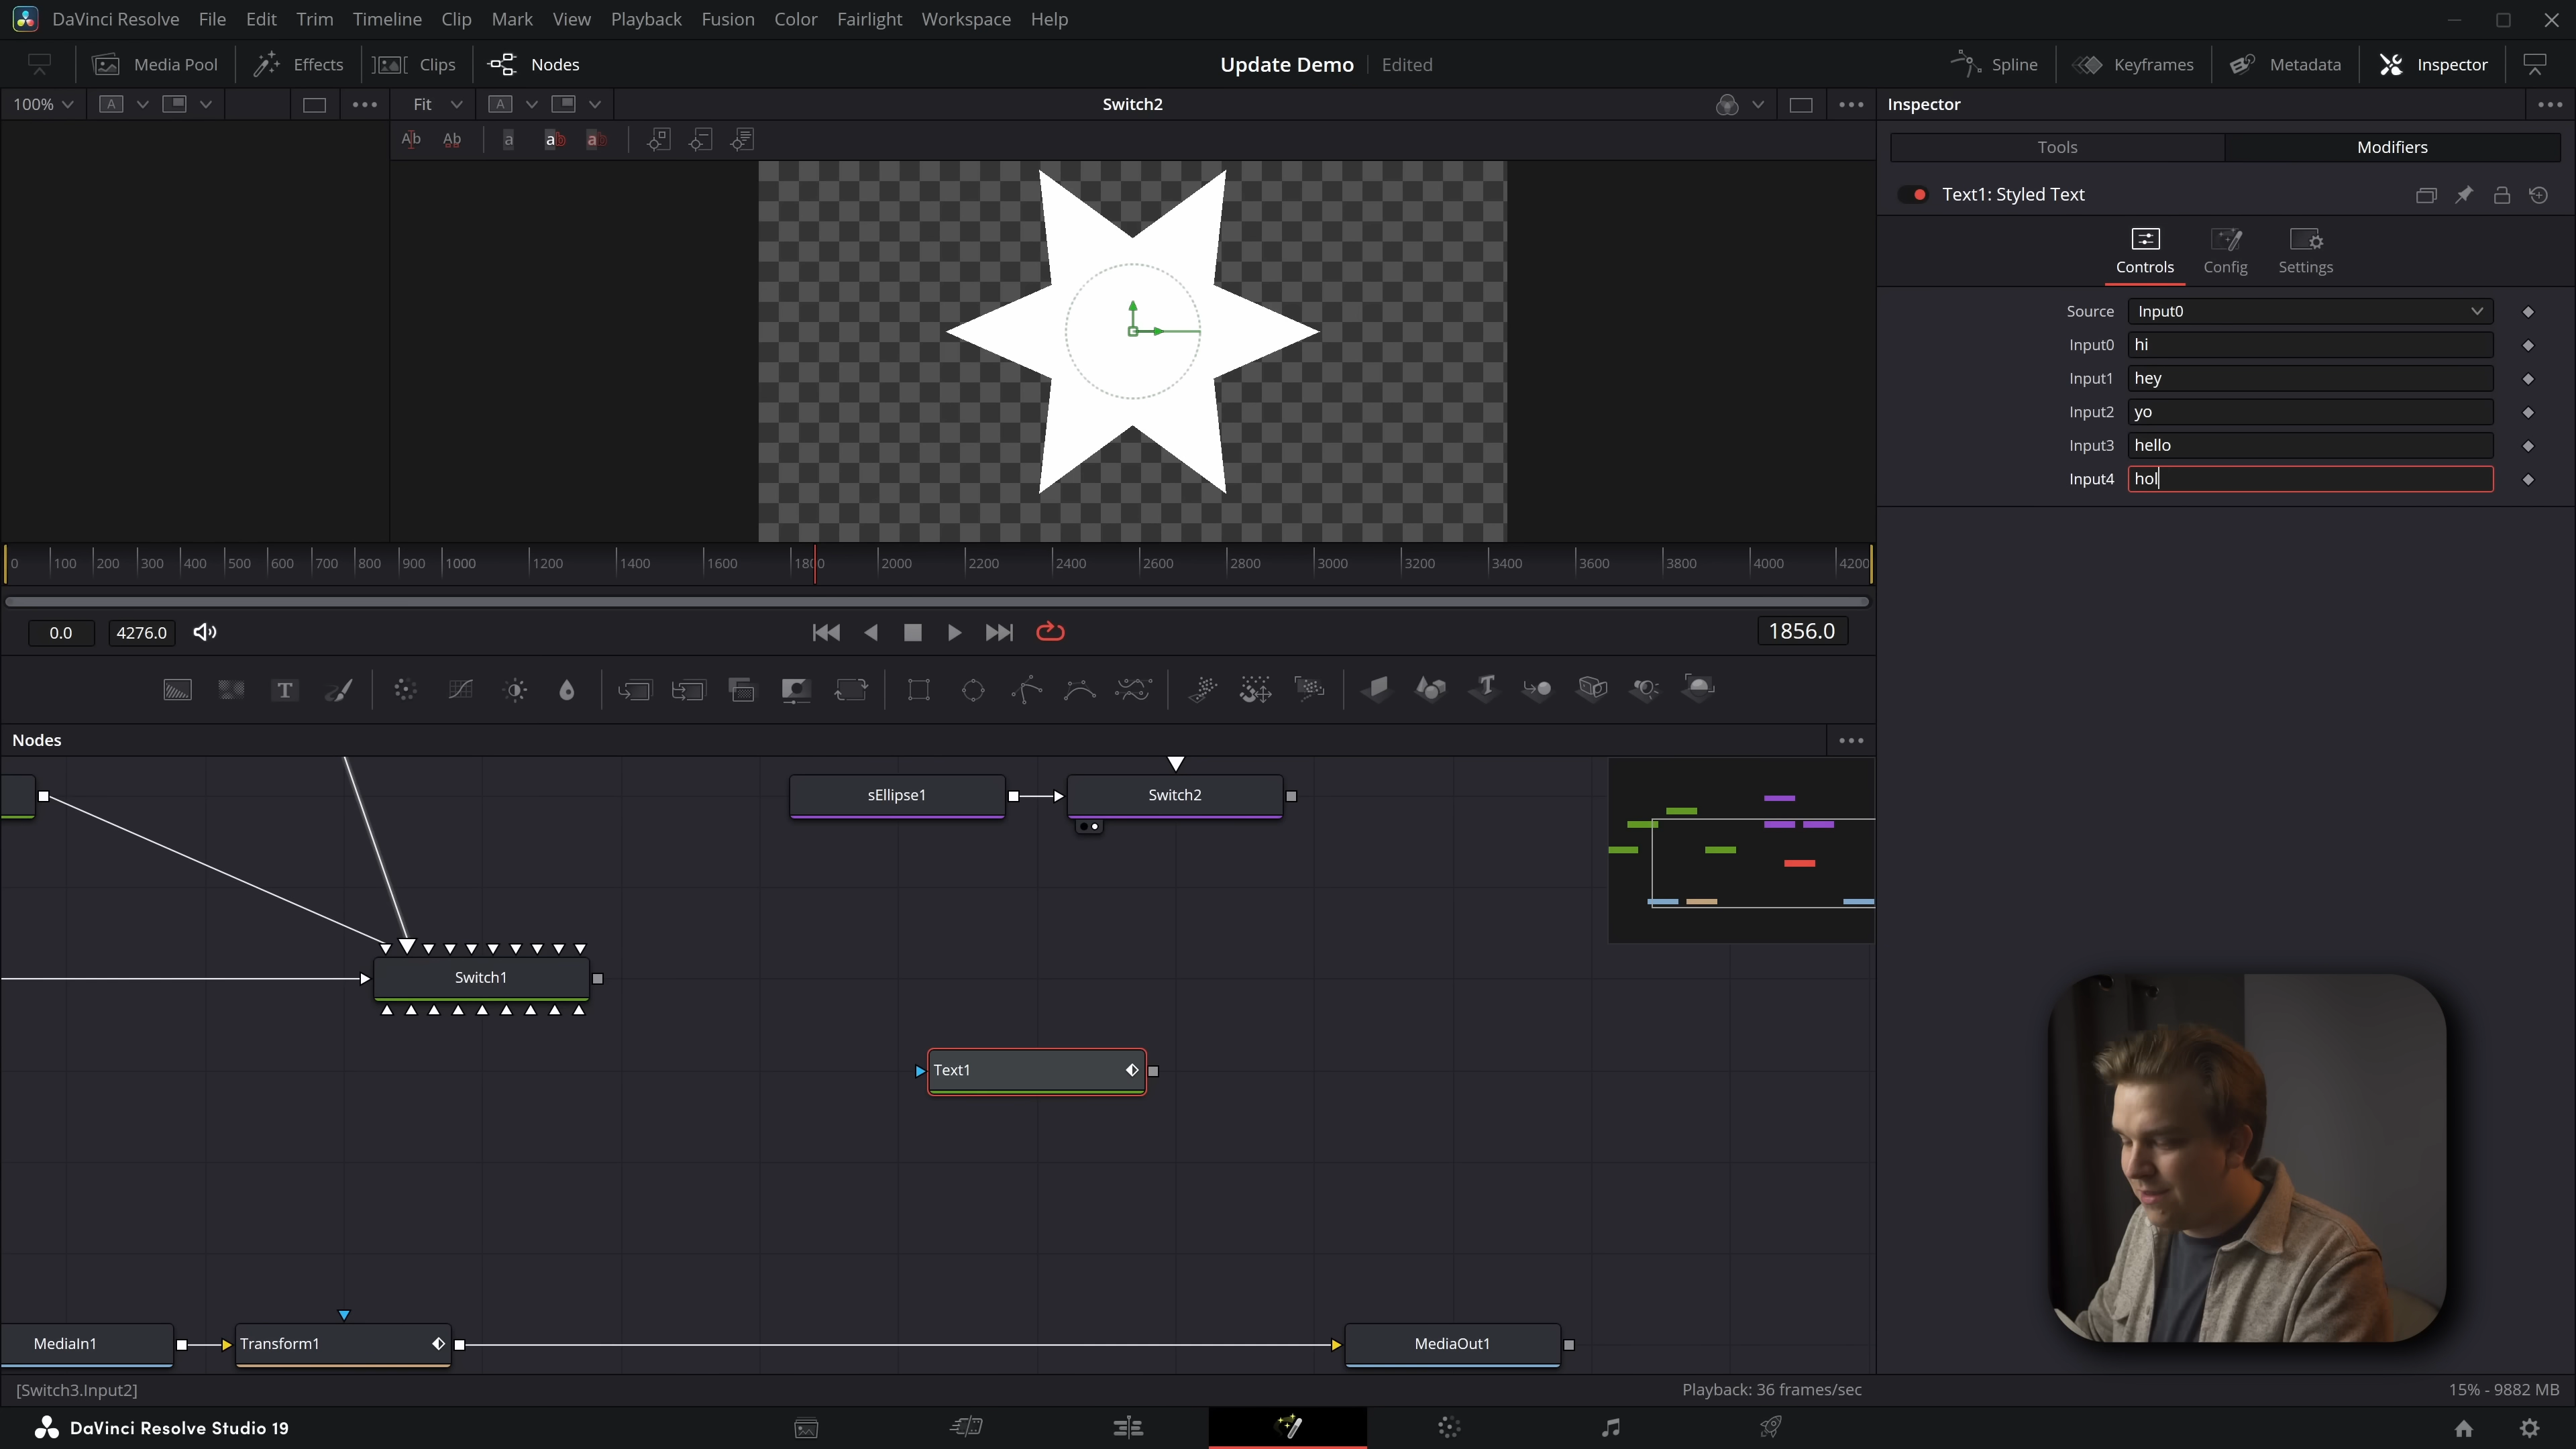 DaVinci Resolve File Edit Trim Timeline Clip Mark View Playback Fusion Color Fairlight Workspace Help
Media Pool Effects Clips Nodes Update Demo Edited Spline Keyframes Metadata Inspector
100% A Fit A Switch2 Inspector
Ab Ab a ab ab
Tools Modifiers
Text1: Styled Text
Controls Config Settings
Source Input0
Input0 hi
Input1 hey
Input2 yo
Input3 hello
Input4 hol
0 100 200 300 400 500 600 700 800 900 1000 1200 1400 1600 1800 2000 2200 2400 2600 2800 3000 3200 3400 3600 3800 4000 4200
0.0 4276.0 1856.0
T T
Nodes
sEllipse1 Switch2
Switch1
Text1
MediaIn1 Transform1 MediaOut1
[Switch3.Input2] Playback: 36 frames/sec 15% - 9882 MB
DaVinci Resolve Studio 19